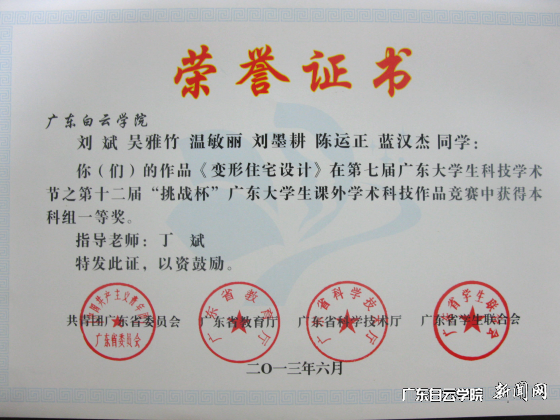 荣誉证书
广东白云学院
刘 斌 吴雅竹 温敏丽 刘墨耕 陈运正 蓝汉杰 同学：
你（们）的作品《变形住宅设计》在第七届广东大学生科技学术
节之第十二届“挑战杯”广东大学生课外学术科技作品竞赛中获得本
科组一等奖。
指导老师：丁 斌
特发此证，以资鼓励。
共青团广东省委员会 广东省教育厅 广东省科学技术厅 广东省学生联合会
二〇一三年六月
广东白云学院 新闻网